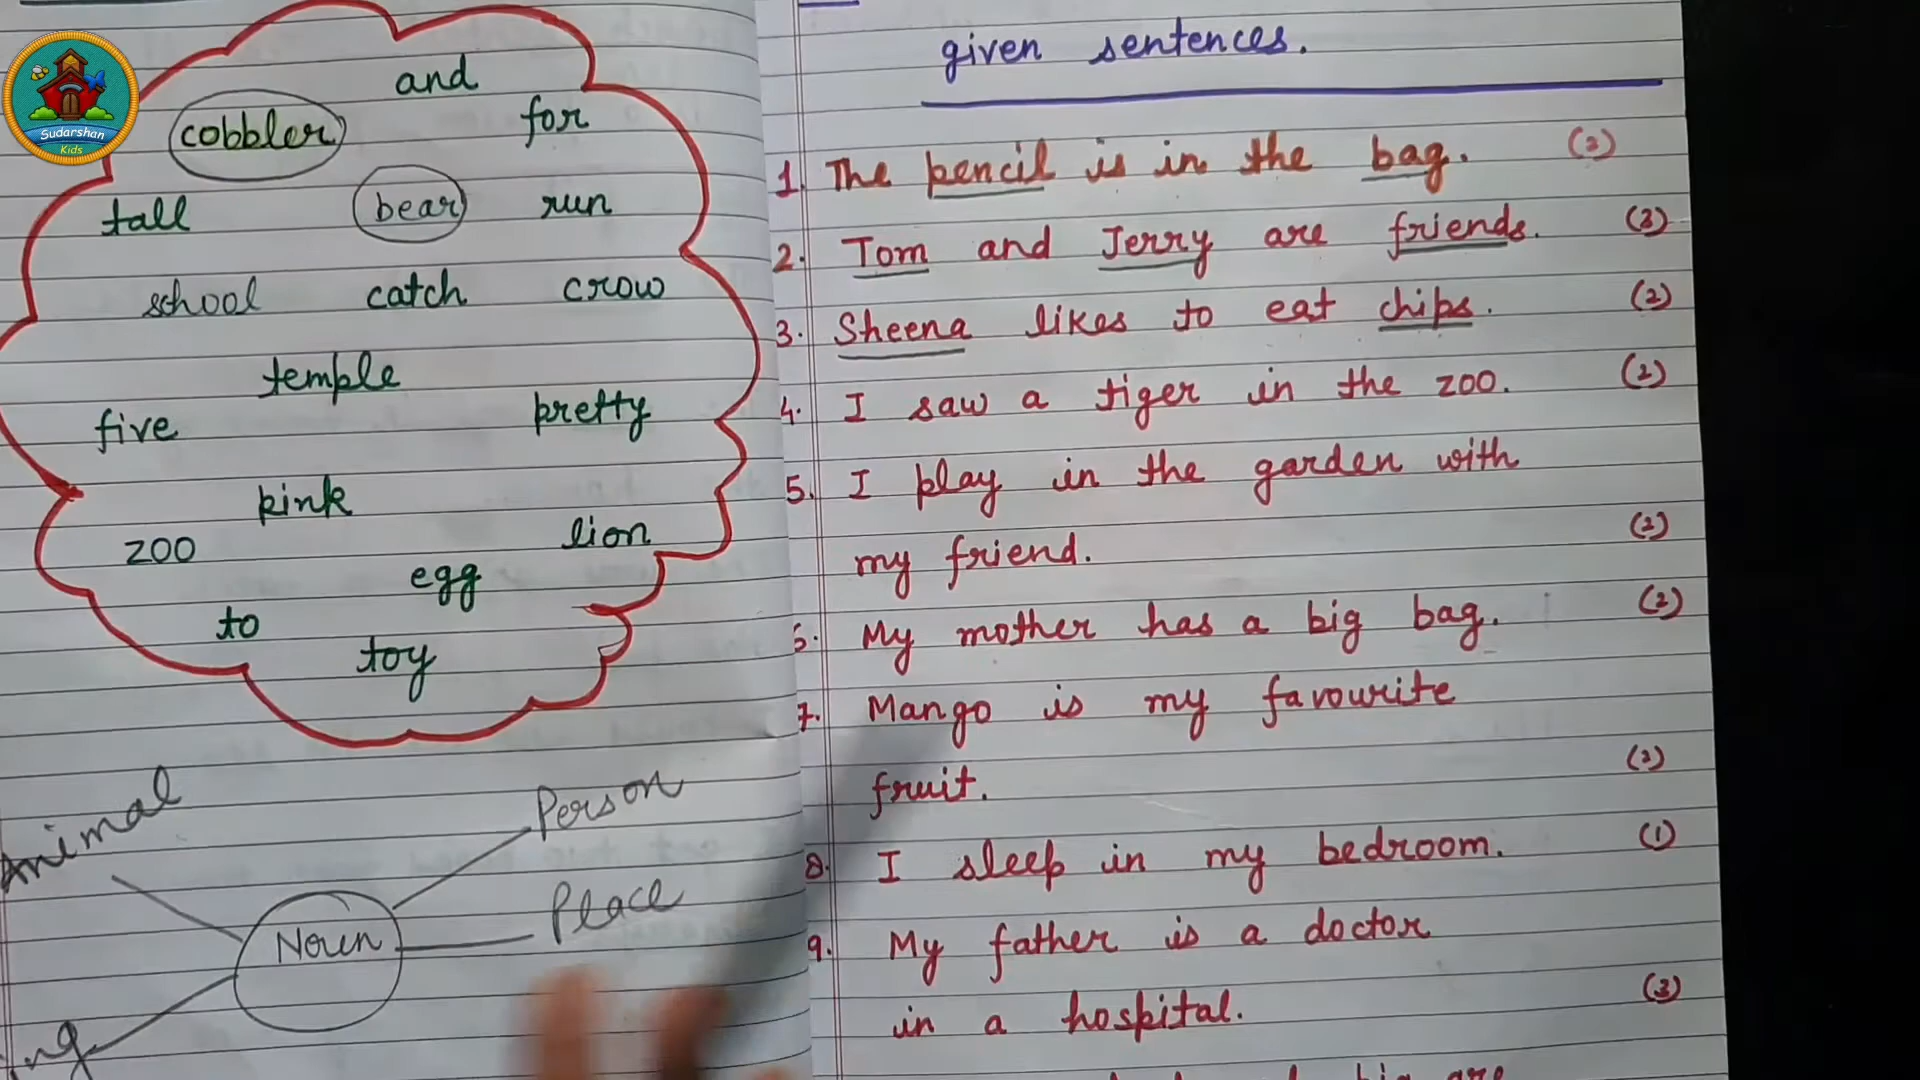 Sudarshan
Kids
and
cobbler
for
tall bear run
school catch crow
temple
five pretty
pink
zoo lion
egg
to
toy
Animal
Person
Noun
Place
given sentences.
1. The pencil is in the bag. (2)
2. Tom and Jerry are friends. (3)
3. Sheena likes to eat chips. (2)
4. I saw a tiger in the zoo. (2)
5. I play in the garden with
my friend. (2)
6. My mother has a big bag. (2)
7. Mango is my favourite
fruit. (2)
8. I sleep in my bedroom. (1)
9. My father is a doctor
in a hospital. (3)